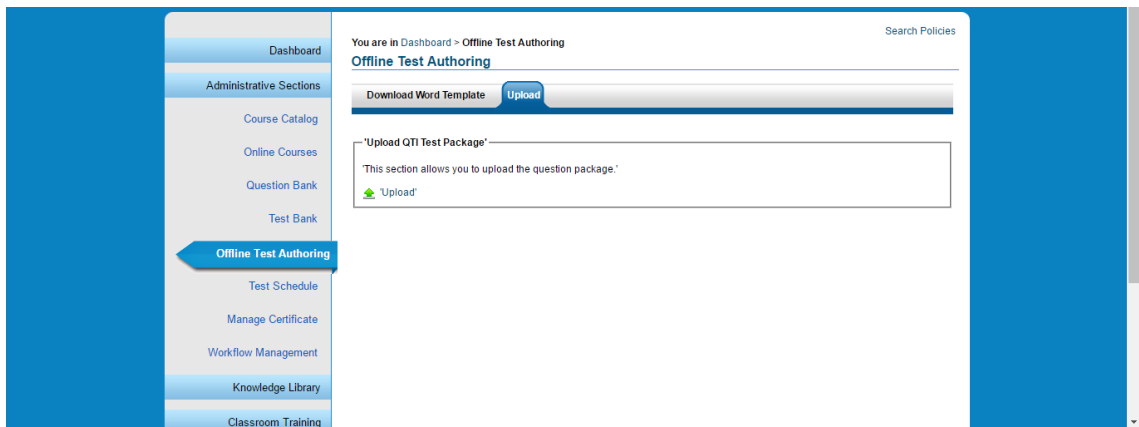 Search Policies
You are in Dashboard > Offline Test Authoring
Offline Test Authoring
Dashboard
Administrative Sections
Course Catalog
Online Courses
Question Bank
Test Bank
Offline Test Authoring
Test Schedule
Manage Certificate
Workflow Management
Knowledge Library
Classroom Training
Download Word Template Upload
'Upload QTI Test Package'
'This section allows you to upload the question package.'
'Upload'